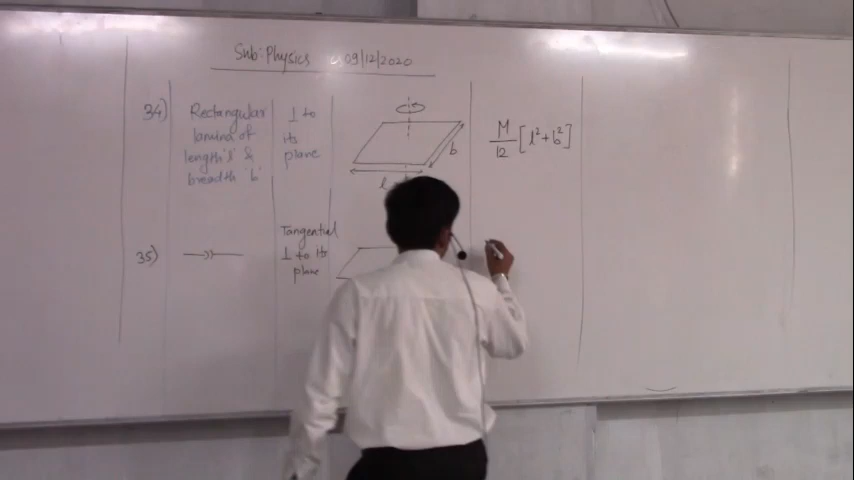 Sub: Physics 09/12/2020
34) Rectangular lamina of length 'l' & breadth 'b'
⊥ to its plane
l
b
M/12 [l²+b²]
35) —»—
Tangential ⊥ to its plane